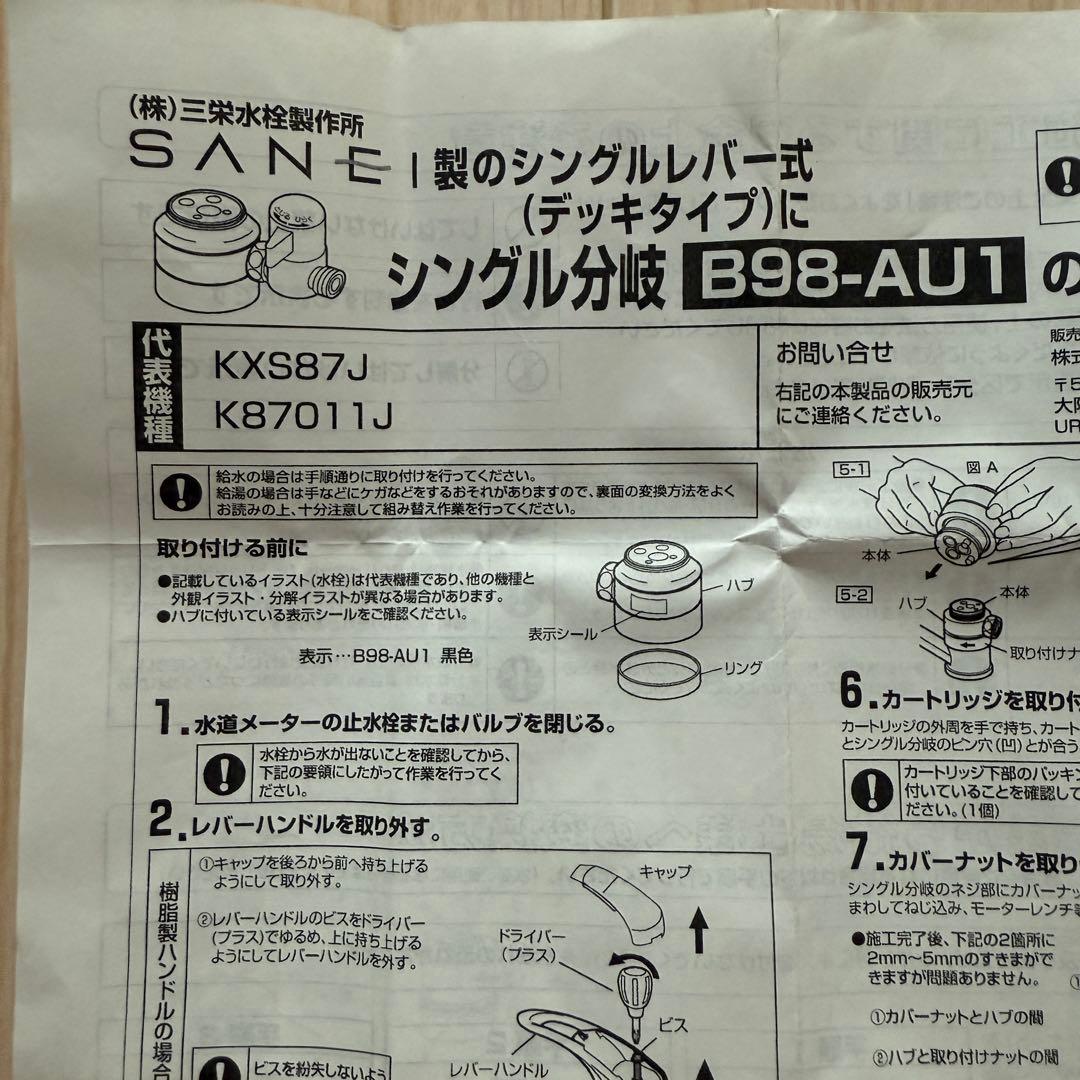 (株)三栄水栓製作所
SANEI製のシングルレバー式
(デッキタイプ)に
シングル分岐 B98-AU1 の
代表機種
KXS87J
K87011J
お問い合せ
右記の本製品の販売元
にご連絡ください。
販売
株式
〒5
大阪
UR
給水の場合は手順通りに取り付けを行ってください。
給湯の場合は手などにケガなどをするおそれがありますので、裏面の変換方法をよく
お読みの上、十分注意して組み替え作業を行ってください。
取り付ける前に
●記載しているイラスト(水栓)は代表機種であり、他の機種と
外観イラスト・分解イラストが異なる場合があります。
●ハブに付いている表示シールをご確認ください。
表示…B98-AU1 黒色
ハブ
表示シール
リング
1.水道メーターの止水栓またはバルブを閉じる。
水栓から水が出ないことを確認してから、
下記の要領にしたがって作業を行ってく
ださい。
2.レバーハンドルを取り外す。
樹脂製ハンドルの場合
①キャップを後ろから前へ持ち上げる
ようにして取り外す。
②レバーハンドルのビスをドライバー
(プラス)でゆるめ、上に持ち上げる
ようにしてレバーハンドルを外す。
キャップ
ドライバー
(プラス)
ビス
レバーハンドル
ビスを紛失しないよう
5-1
図A
本体
5-2
ハブ
本体
取り付けナ
6.カートリッジを取り付
カートリッジの外周を手で持ち、カート
とシングル分岐のピン穴(凹)とが合う
カートリッジ下部のパッキン
付いていることを確認して
ださい。(1個)
7.カバーナットを取り
シングル分岐のネジ部にカバーナッ
まわしてねじ込み、モーターレンチ等
●施工完了後、下記の2箇所に
2mm〜5mmのすきまがで
きますが問題ありません。
①カバーナットとハブの間
②ハブと取り付けナットの間